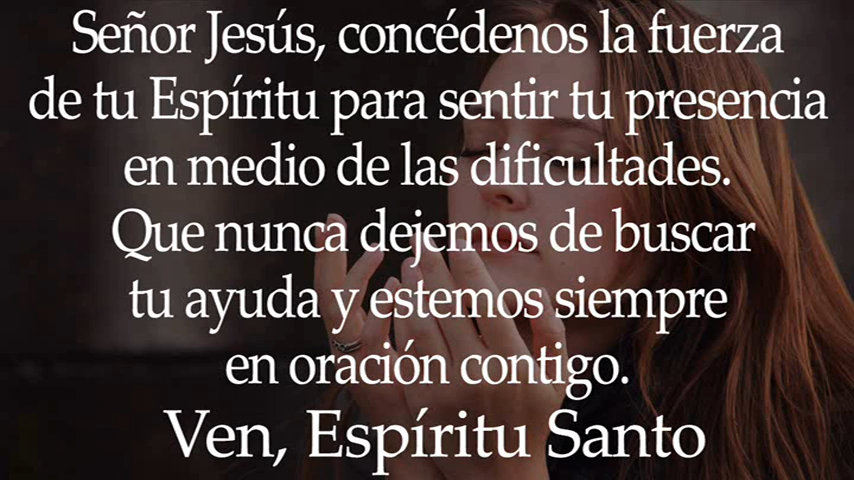 Señor Jesús, concédenos la fuerza
de tu Espíritu para sentir tu presencia
en medio de las dificultades.
Que nunca dejemos de buscar
tu ayuda y estemos siempre
en oración contigo.
Ven, Espíritu Santo